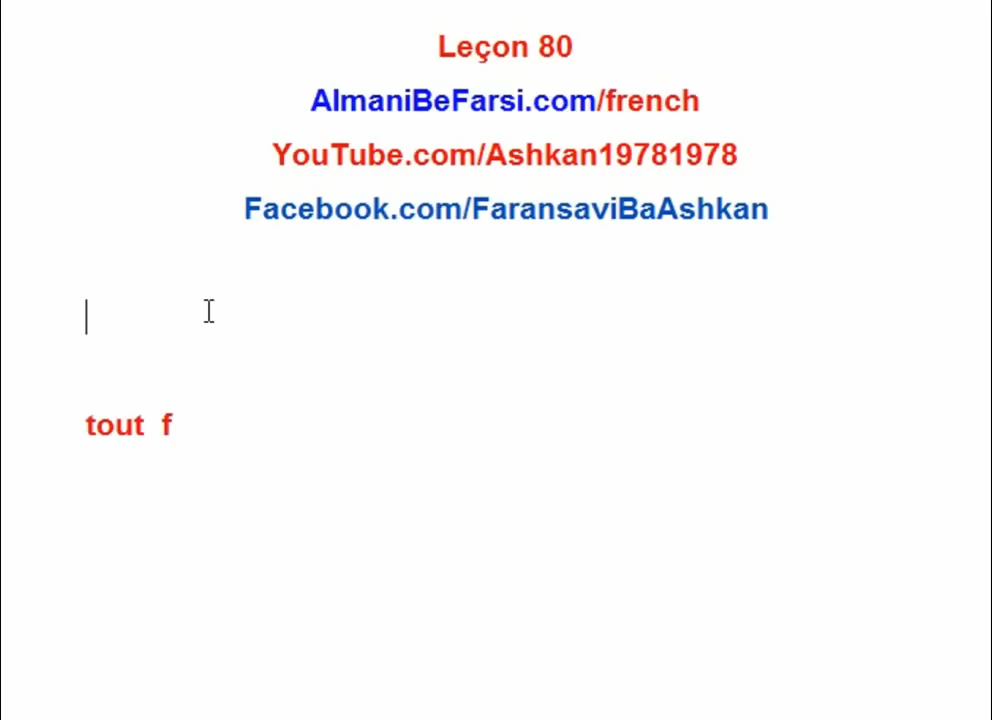 Leçon 80
AlmaniBeFarsi.com/french
YouTube.com/Ashkan19781978
Facebook.com/FaransaviBaAshkan
tout f